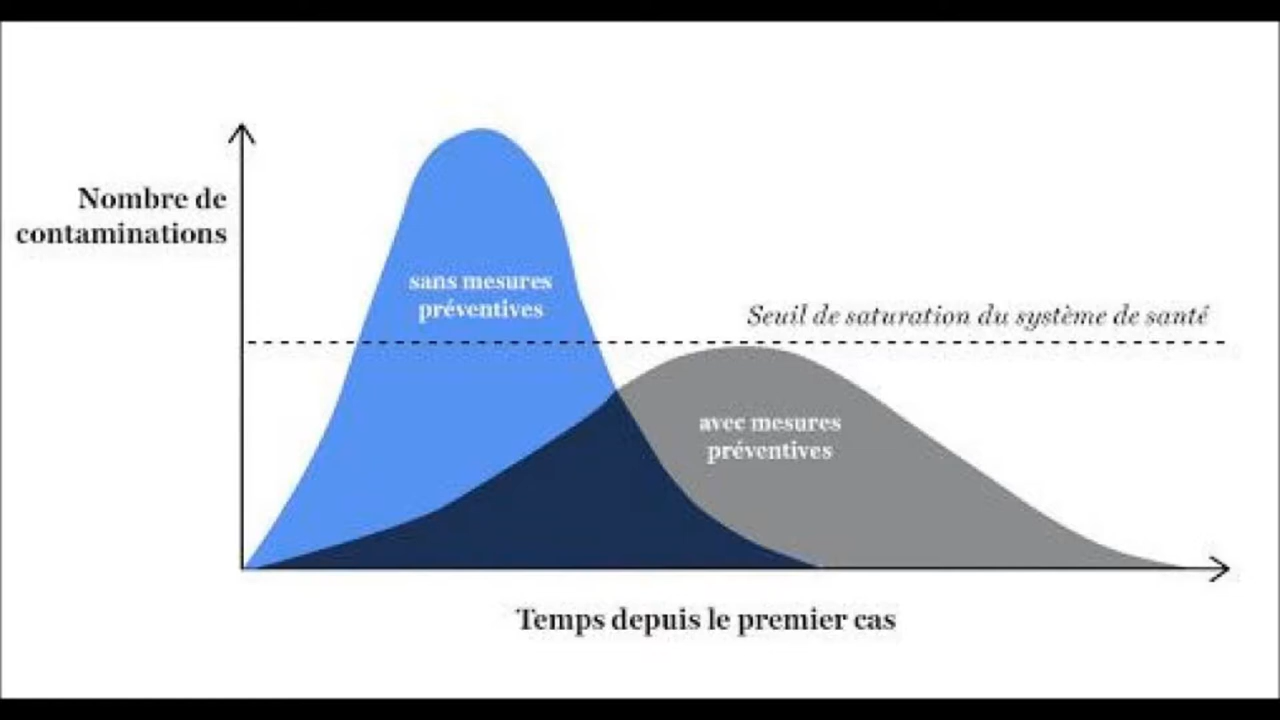 Nombre de
contaminations
sans mesures
préventives
Seuil de saturation du système de santé
avec mesures
préventives
Temps depuis le premier cas